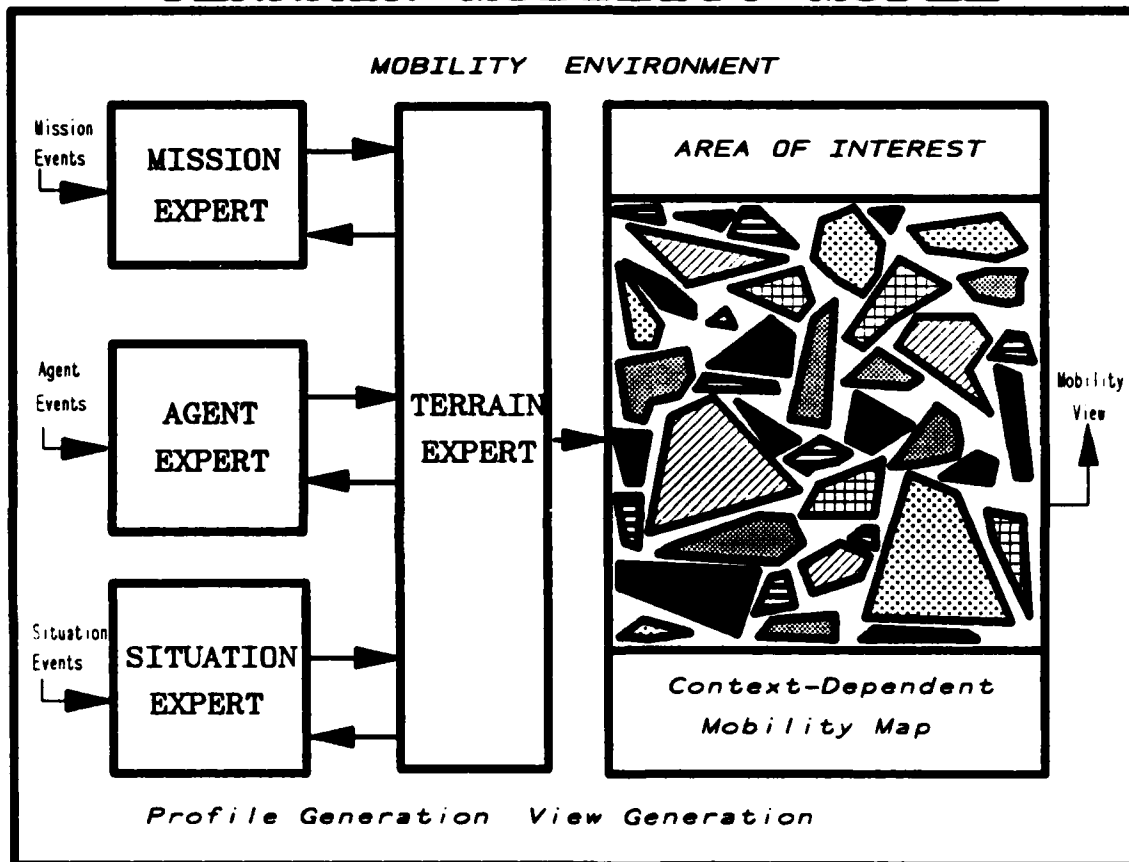 MOBILITY ENVIRONMENT
Mission
Events
MISSION
EXPERT
Agent
Events
AGENT
EXPERT
Situation
Events
SITUATION
EXPERT
TERRAIN
EXPERT
AREA OF INTEREST
Context-Dependent
Mobility Map
Mobility
View
Profile Generation View Generation